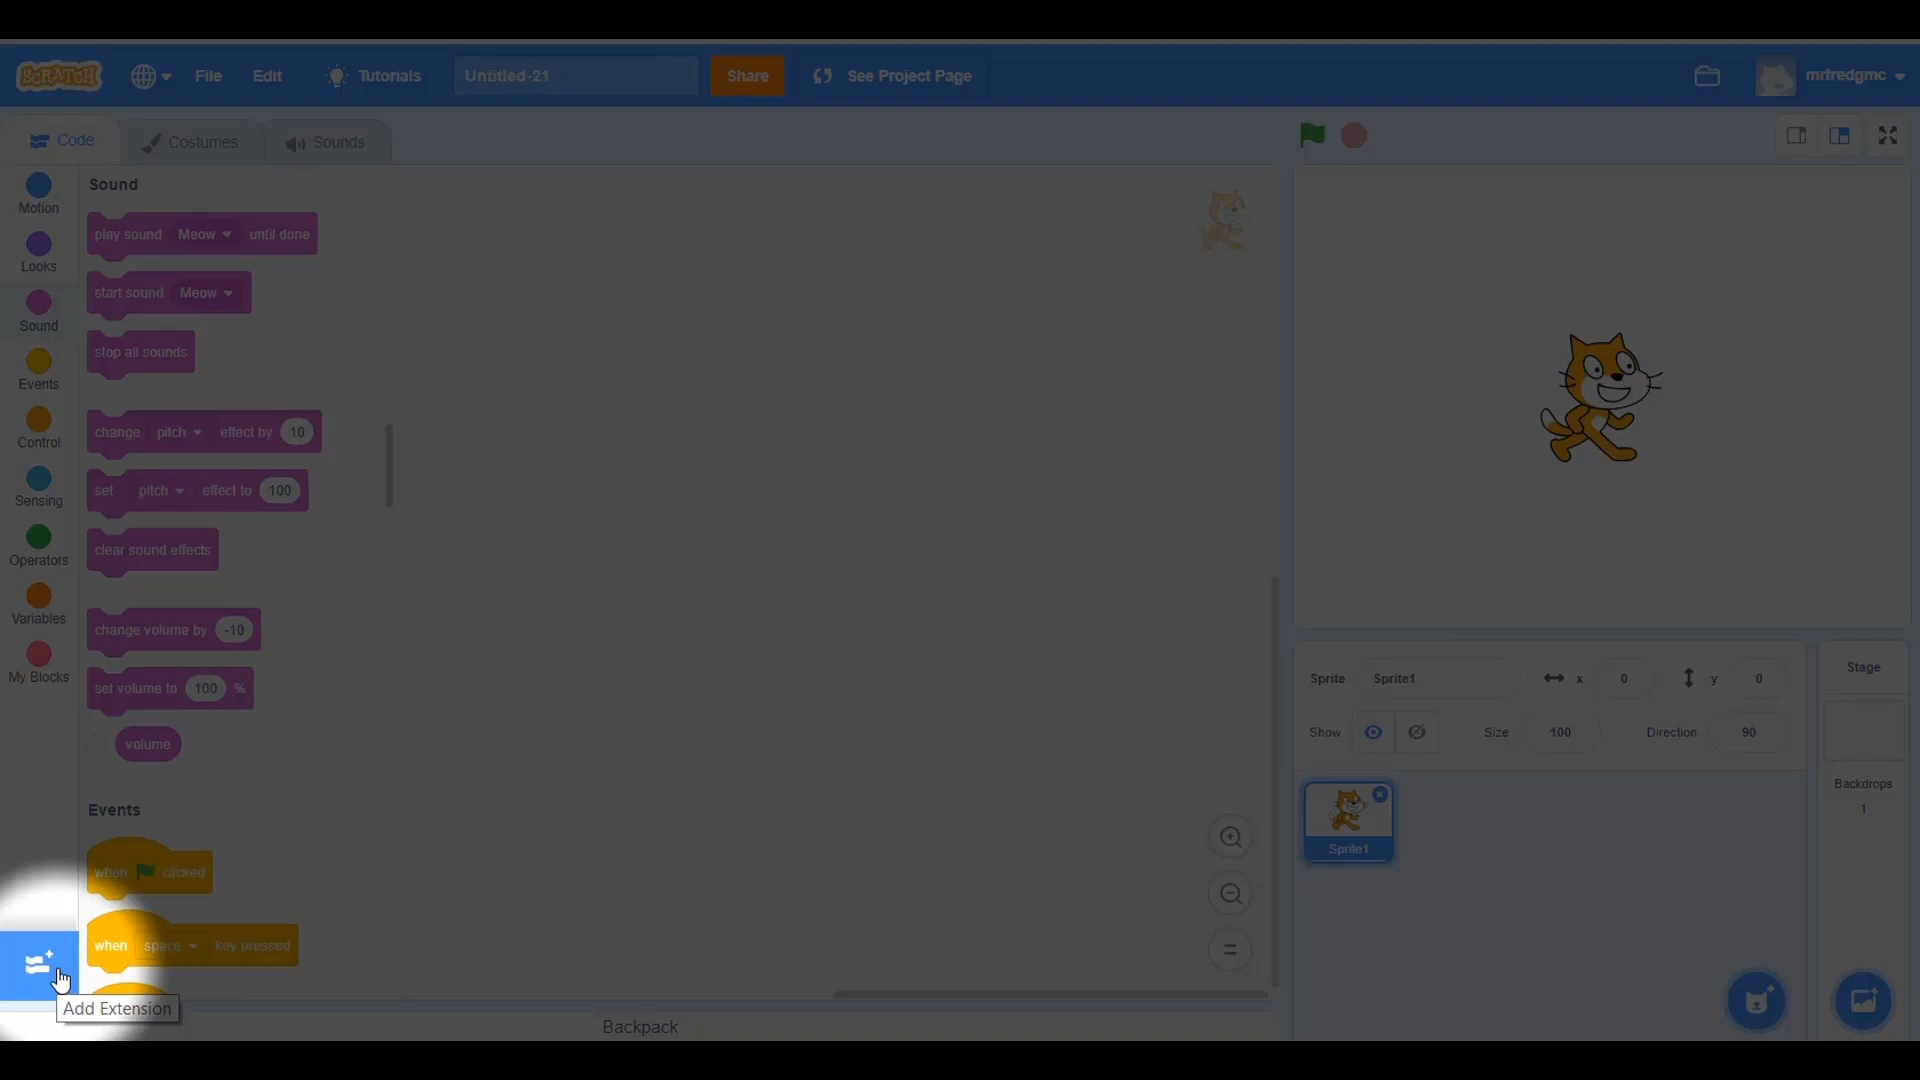 SCRATCH File Edit Tutorials Untitled-21 Share See Project Page mrfredgmc
Code Costumes Sounds
Motion
Looks
Sound
Events
Control
Sensing
Operators
Variables
My Blocks
Sound
play sound Meow until done
start sound Meow
stop all sounds
change pitch effect by 10
set pitch effect to 100
clear sound effects
change volume by -10
set volume to 100 %
volume
Events
when clicked
when space key pressed
Add Extension
Backpack
Sprite Sprite1 x 0 y 0
Show Size 100 Direction 90
Sprite1
Stage
Backdrops
1